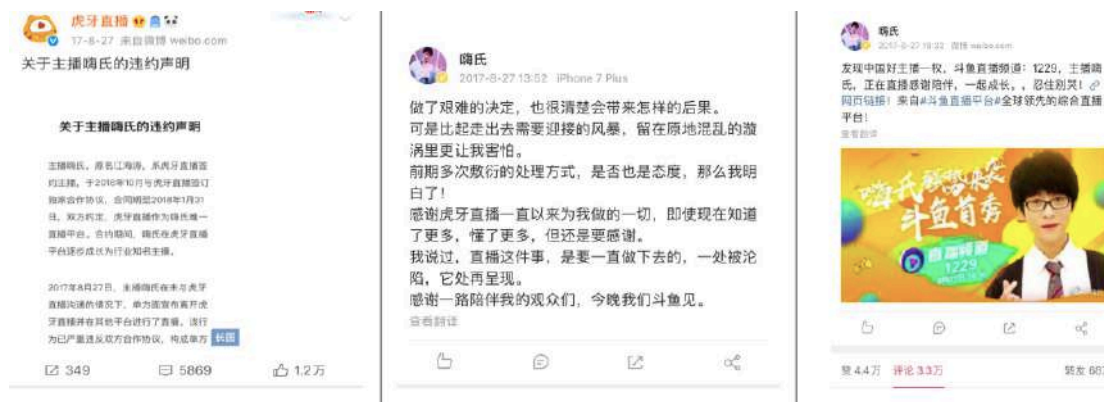 虎牙直播
17-8-27 来自微博 weibo.com
关于主播嗨氏的违约声明
关于主播嗨氏的违约声明
主播嗨氏，原名江海涛，系虎牙直播签
约主播，于2016年10月与虎牙直播签订
独家合作协议，合同期至2018年1月31
日，双方约定，虎牙直播作为嗨氏唯一
直播平台。合约期间，嗨氏在虎牙直播
平台逐步成长为行业知名主播。
2017年8月27日，主播嗨氏在未与虎牙
直播沟通的情况下，单方面宣布离开虎
牙直播并在其他平台进行了直播。该行
为已严重违反双方合作协议，构成单方
长图
349
5869
1.2万
嗨氏
2017-8-27 13:52 iPhone 7 Plus
做了艰难的决定，也很清楚会带来怎样的后果。
可是比起走出去需要迎接的风暴，留在原地混乱的漩
涡里更让我害怕。
前期多次敷衍的处理方式，是否也是态度，那么我明
白了！
感谢虎牙直播一直以来为我做的一切，即使现在知道
了更多，懂了更多，但还是要感谢。
我说过，直播这件事，是要一直做下去的，一处被沦
陷，它处再呈现。
感谢一路陪伴我的观众们，今晚我们斗鱼见。
查看翻译
嗨氏
微博 weibo.com
发现中国好主播一枚，斗鱼直播频道：1229，主播嗨
氏，正在直播感谢陪伴，一起成长，，忍住别哭！
网页链接！来自#斗鱼直播平台#全球领先的综合直播
平台！
查看翻译
嗨氏
斗鱼首秀
直播频道
1229
赞 4.4万 评论 3.3万